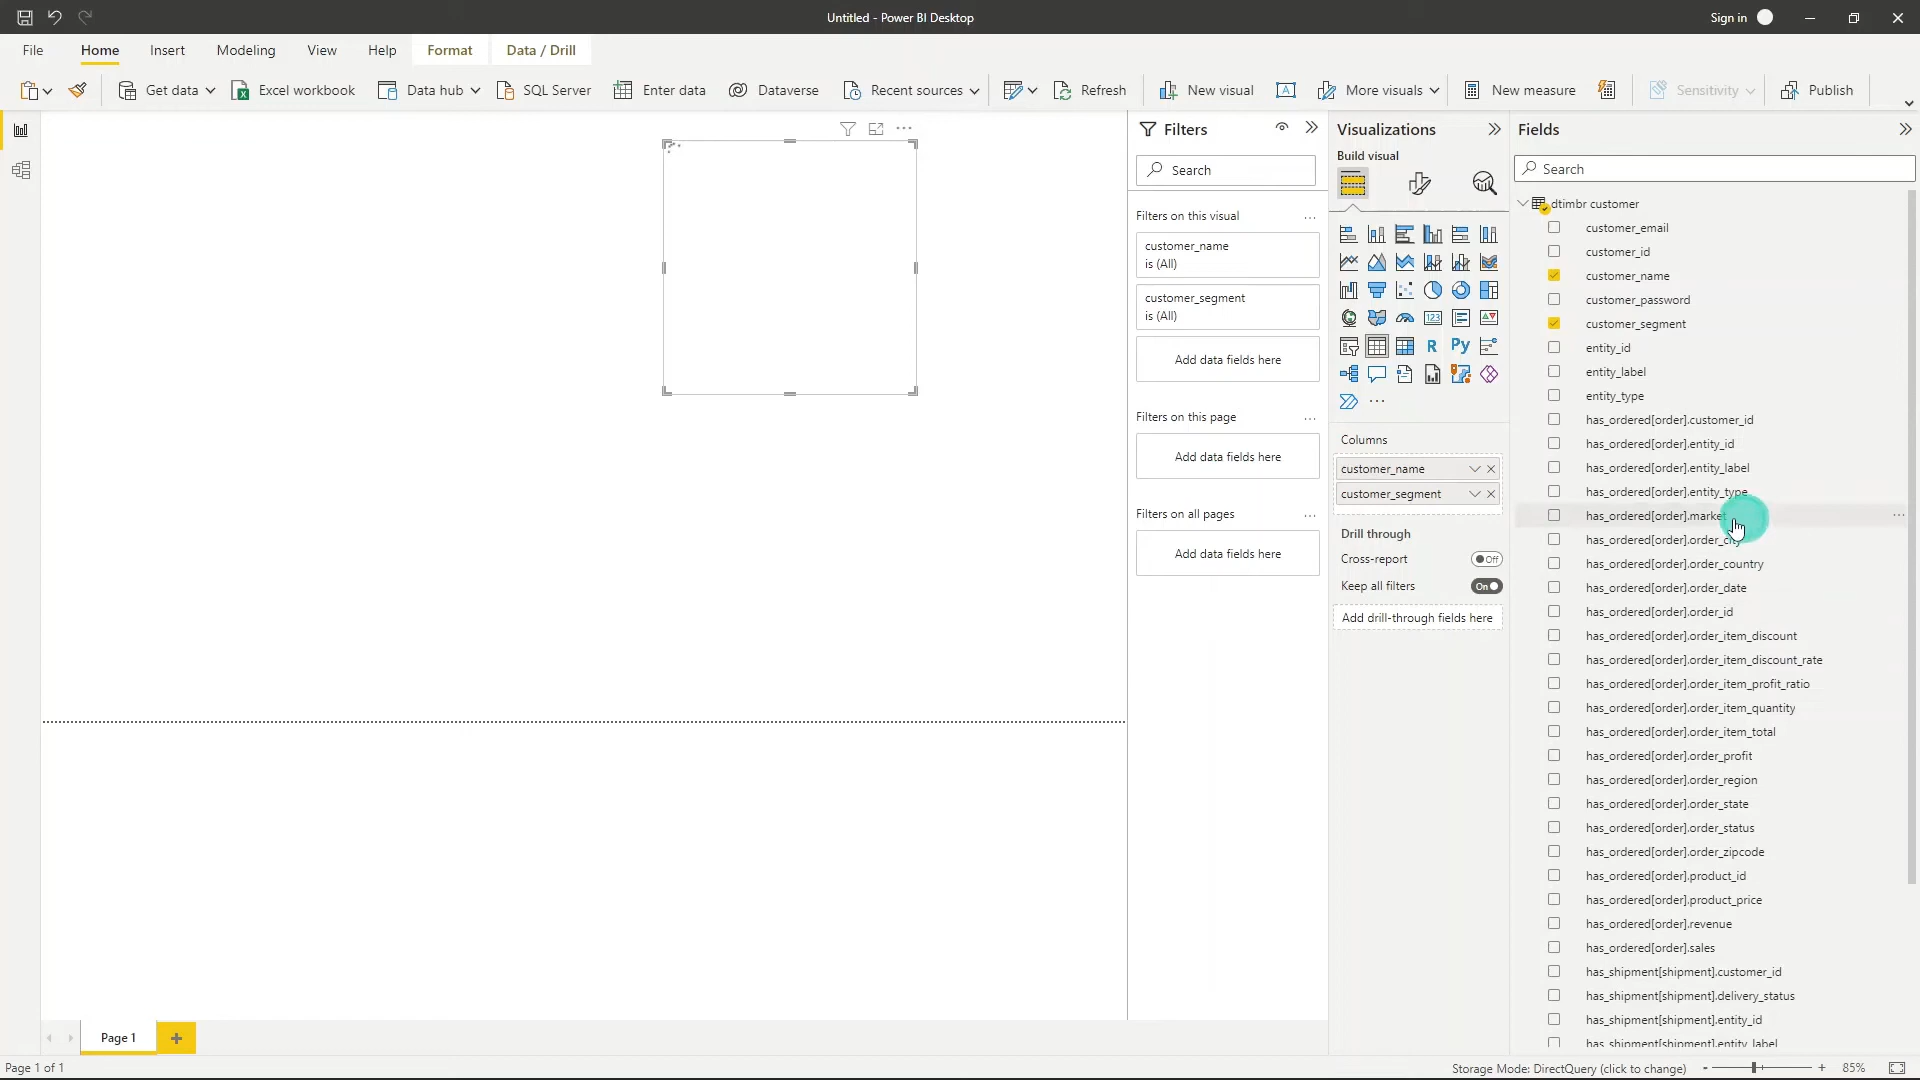 Untitled - Power BI Desktop
Sign in
File
Home
Insert
Modeling
View
Help
Format
Data / Drill
Get data
Excel workbook
Data hub
SQL Server
Enter data
Dataverse
Recent sources
Refresh
New visual
More visuals
New measure
Sensitivity
Publish
Filters
Search
Filters on this visual
customer_name
is (All)
customer_segment
is (All)
Add data fields here
Filters on this page
Add data fields here
Filters on all pages
Add data fields here
Visualizations
Build visual
123
R
Py
Columns
customer_name
customer_segment
Drill through
Cross-report
Off
Keep all filters
On
Add drill-through fields here
Fields
Search
dtimbr customer
customer_email
customer_id
customer_name
customer_password
customer_segment
entity_id
entity_label
entity_type
has_ordered[order].customer_id
has_ordered[order].entity_id
has_ordered[order].entity_label
has_ordered[order].entity_type
has_ordered[order].market
has_ordered[order].order_city
has_ordered[order].order_country
has_ordered[order].order_date
has_ordered[order].order_id
has_ordered[order].order_item_discount
has_ordered[order].order_item_discount_rate
has_ordered[order].order_item_profit_ratio
has_ordered[order].order_item_quantity
has_ordered[order].order_item_total
has_ordered[order].order_profit
has_ordered[order].order_region
has_ordered[order].order_state
has_ordered[order].order_status
has_ordered[order].order_zipcode
has_ordered[order].product_id
has_ordered[order].product_price
has_ordered[order].revenue
has_ordered[order].sales
has_shipment[shipment].customer_id
has_shipment[shipment].delivery_status
has_shipment[shipment].entity_id
has_shipment[shipment].entity_label
Page 1
Page 1 of 1
Storage Mode: DirectQuery (click to change)
85%